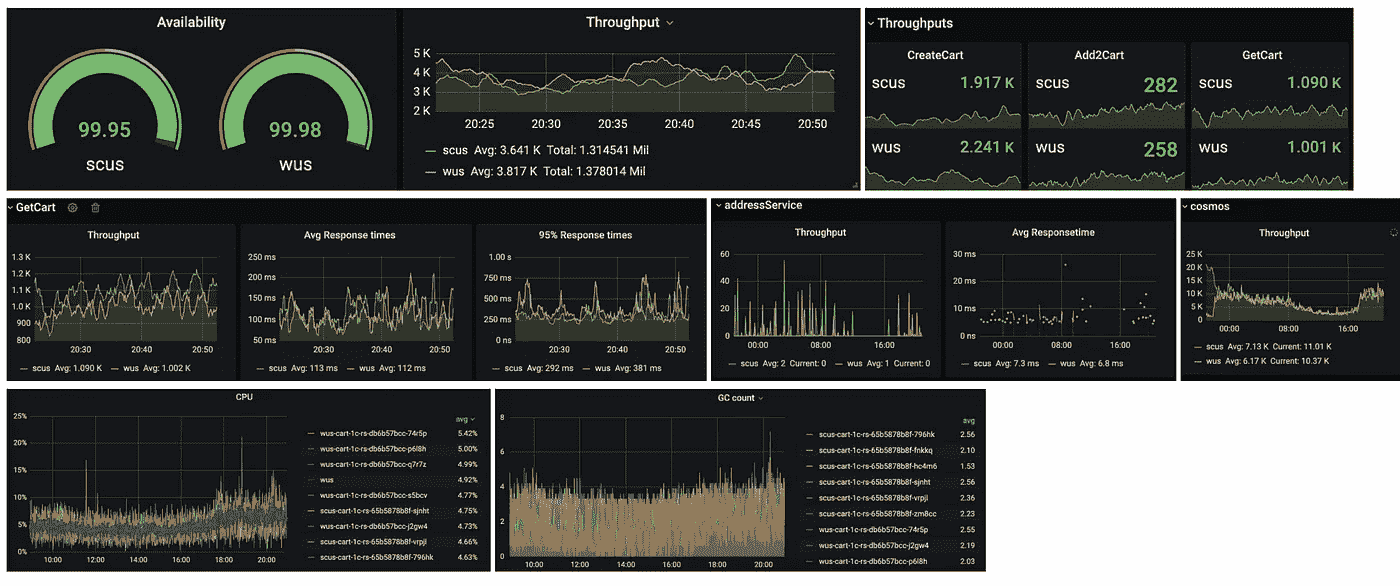 Availability
99.95
scus
99.98
wus
Throughput
5 K
4 K
3 K
2 K
20:25 20:30 20:35 20:40 20:45 20:50
scus Avg: 3.641 K Total: 1.314541 Mil
wus Avg: 3.817 K Total: 1.378014 Mil
Throughputs
CreateCart
scus 1.917 K
wus 2.241 K
Add2Cart
scus 282
wus 258
GetCart
scus 1.090 K
wus 1.001 K
GetCart
Throughput
1.3 K
1.2 K
1.1 K
1.0 K
900
800
20:30 20:40 20:50
scus Avg: 1.090 K wus Avg: 1.002 K
Avg Response times
250 ms
200 ms
150 ms
100 ms
50 ms
20:30 20:40 20:50
scus Avg: 113 ms wus Avg: 112 ms
95% Response times
1.00 s
750 ms
500 ms
250 ms
0 ns
20:30 20:40 20:50
scus Avg: 292 ms wus Avg: 381 ms
addressService
Throughput
60
40
20
0
00:00 08:00 16:00
scus Avg: 2 Current: 0 wus Avg: 1 Current: 0
Avg Responsetime
30 ms
20 ms
10 ms
0 ns
00:00 08:00 16:00
scus Avg: 7.3 ms wus Avg: 6.8 ms
cosmos
Throughput
25 K
20 K
15 K
10 K
5 K
0
00:00 08:00 16:00
scus Avg: 7.13 K Current: 11.01 K
wus Avg: 6.17 K Current: 10.37 K
CPU
25%
20%
15%
10%
5%
0%
10:00 12:00 14:00 16:00 18:00 20:00
avg
wus-cart-1c-rs-db6b57bcc-74r5p 5.42%
wus-cart-1c-rs-db6b57bcc-p6l8h 5.00%
wus-cart-1c-rs-db6b57bcc-q7r7z 4.99%
wus 4.92%
wus-cart-1c-rs-db6b57bcc-s5bcv 4.77%
scus-cart-1c-rs-65b5878b8f-sjnht 4.75%
wus-cart-1c-rs-db6b57bcc-j2gw4 4.73%
scus-cart-1c-rs-65b5878b8f-vrpjl 4.66%
scus-cart-1c-rs-65b5878b8f-796hk 4.63%
GC count
8
6
4
2
0
10:00 12:00 14:00 16:00 18:00 20:00
avg
scus-cart-1c-rs-65b5878b8f-796hk 2.56
scus-cart-1c-rs-65b5878b8f-fnkkq 2.10
scus-cart-1c-rs-65b5878b8f-hc4m6 1.53
scus-cart-1c-rs-65b5878b8f-sjnht 2.56
scus-cart-1c-rs-65b5878b8f-vrpjl 2.36
scus-cart-1c-rs-65b5878b8f-zm8cc 2.23
wus-cart-1c-rs-db6b57bcc-74r5p 2.55
wus-cart-1c-rs-db6b57bcc-j2gw4 2.19
wus-cart-1c-rs-db6b57bcc-p6l8h 2.03